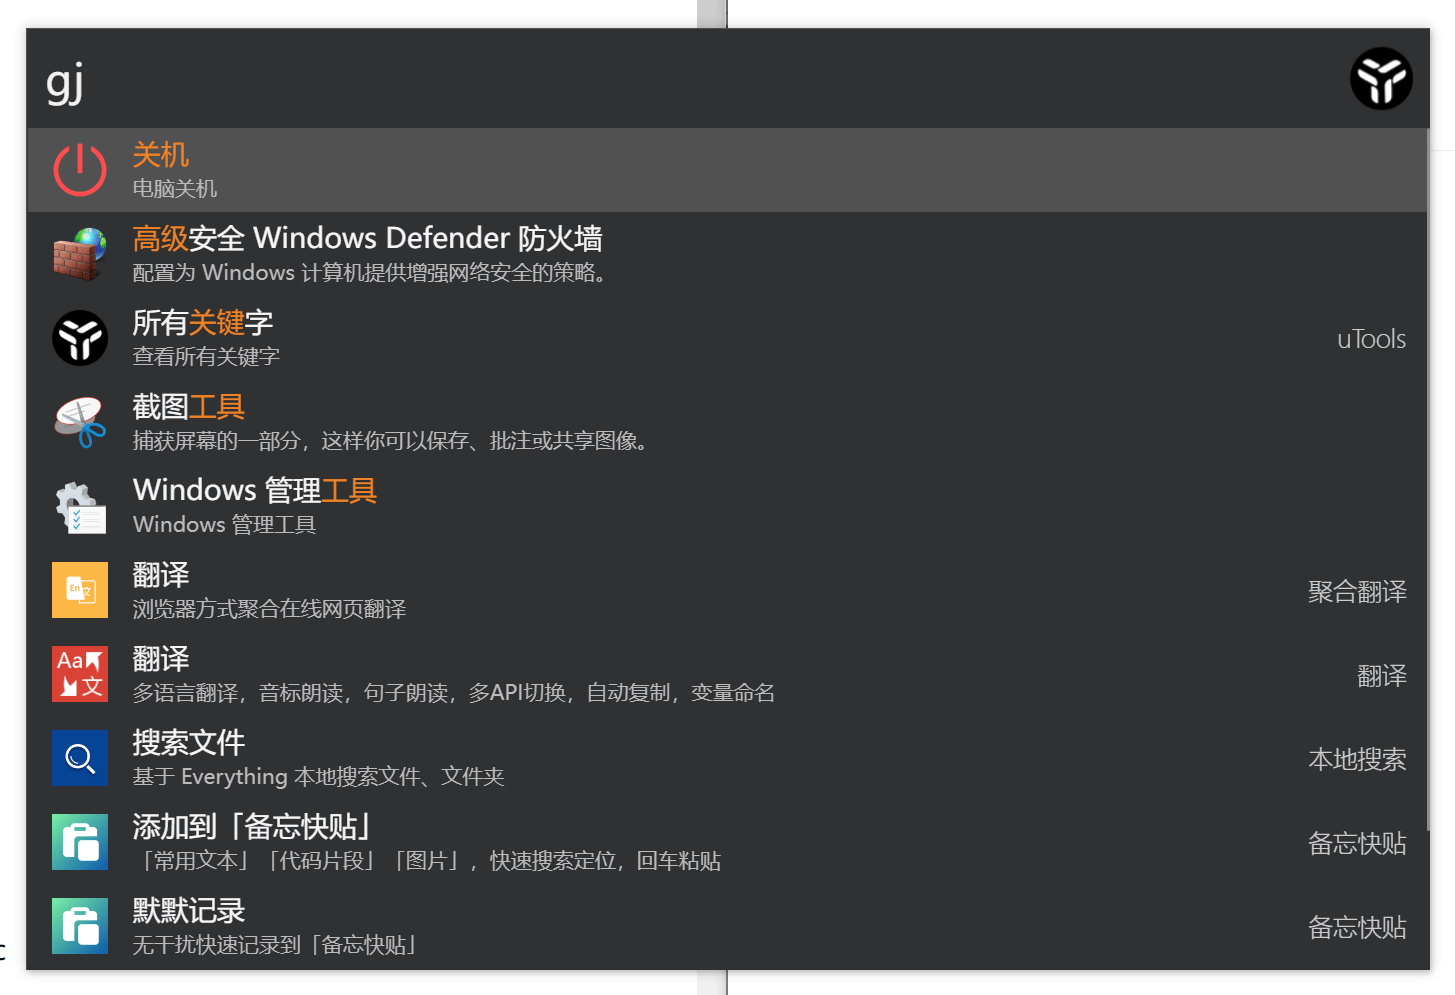 gj
关机
电脑关机
高级安全 Windows Defender 防火墙
配置为 Windows 计算机提供增强网络安全的策略。
所有关键字
查看所有关键字
uTools
截图工具
捕获屏幕的一部分，这样你可以保存、批注或共享图像。
Windows 管理工具
Windows 管理工具
En 文
翻译
浏览器方式聚合在线网页翻译
聚合翻译
Aa 文
翻译
多语言翻译，音标朗读，句子朗读，多API切换，自动复制，变量命名
翻译
搜索文件
基于 Everything 本地搜索文件、文件夹
本地搜索
添加到「备忘快贴」
「常用文本」「代码片段」「图片」，快速搜索定位，回车粘贴
备忘快贴
默默记录
无干扰快速记录到「备忘快贴」
备忘快贴
c